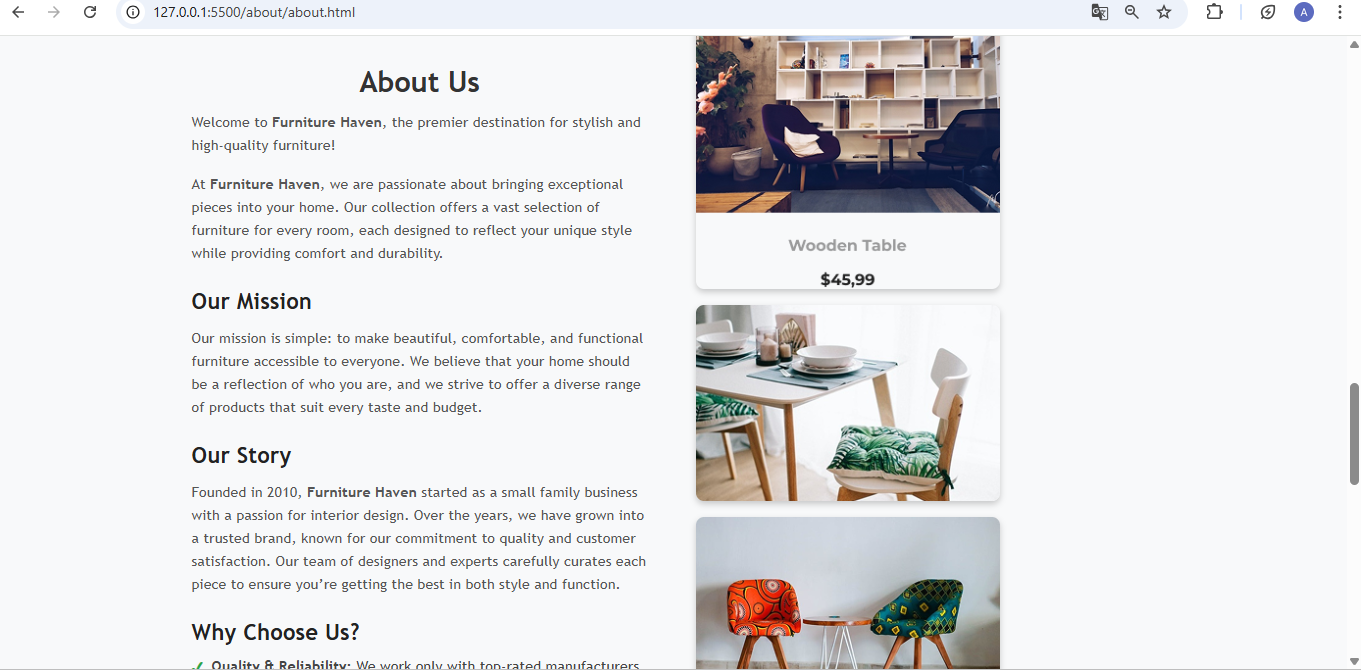 127.0.0.1:5500/about/about.html
A
About Us
Welcome to Furniture Haven, the premier destination for stylish and
high-quality furniture!
At Furniture Haven, we are passionate about bringing exceptional
pieces into your home. Our collection offers a vast selection of
furniture for every room, each designed to reflect your unique style
while providing comfort and durability.
Our Mission
Our mission is simple: to make beautiful, comfortable, and functional
furniture accessible to everyone. We believe that your home should
be a reflection of who you are, and we strive to offer a diverse range
of products that suit every taste and budget.
Our Story
Founded in 2010, Furniture Haven started as a small family business
with a passion for interior design. Over the years, we have grown into
a trusted brand, known for our commitment to quality and customer
satisfaction. Our team of designers and experts carefully curates each
piece to ensure you’re getting the best in both style and function.
Why Choose Us?
✓ Quality & Reliability: We work only with top-rated manufacturers
Wooden Table
$45,99